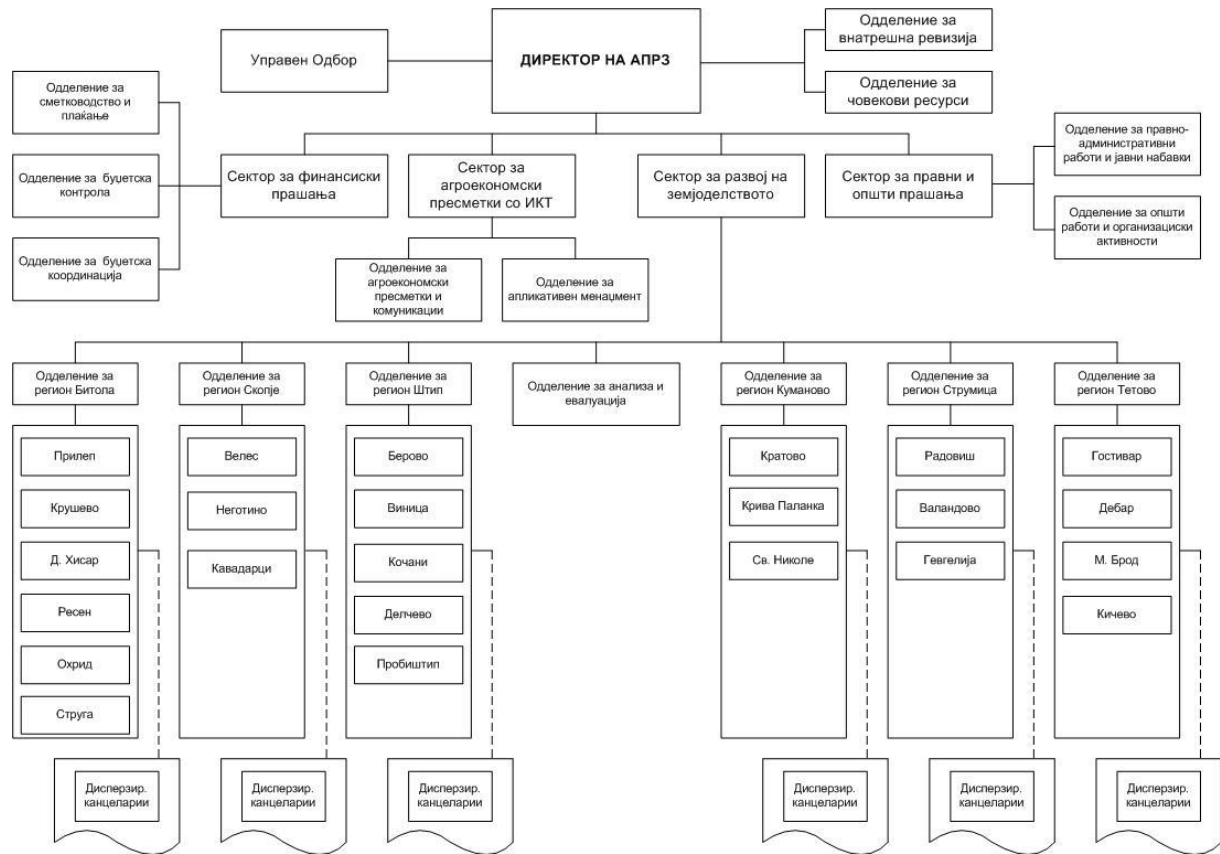 Управен Одбор
ДИРЕКТОР НА АПРЗ
Одделение за
внатрешна ревизија
Одделение за
човекови ресурси
Одделение за
сметководство и
плаќање
Одделение за буџетска
контрола
Одделение за буџетска
координација
Сектор за финансиски
прашања
Сектор за
агроекономски
пресметки со ИКТ
Сектор за развој на
земјоделството
Сектор за правни и
општи прашања
Одделение за правно-
административни
работи и јавни набавки
Одделение за општи
работи и организациски
активности
Одделение за
агроекономски
пресметки и
комуникации
Одделение за
апликативен менаџмент
Одделение за
регион Битола
Одделение за
регион Скопје
Одделение за
регион Штип
Одделение за анализа и
евалуација
Одделение за
регион Куманово
Одделение за
регион Струмица
Одделение за
регион Тетово
Прилеп
Крушево
Д. Хисар
Ресен
Охрид
Струга
Велес
Неготино
Кавадарци
Берово
Виница
Кочани
Делчево
Пробиштип
Кратово
Крива Паланка
Св. Николе
Радовиш
Валандово
Гевгелија
Гостивар
Дебар
М. Брод
Кичево
Дисперзир.
канцеларии
Дисперзир.
канцеларии
Дисперзир.
канцеларии
Дисперзир.
канцеларии
Дисперзир.
канцеларии
Дисперзир.
канцеларии